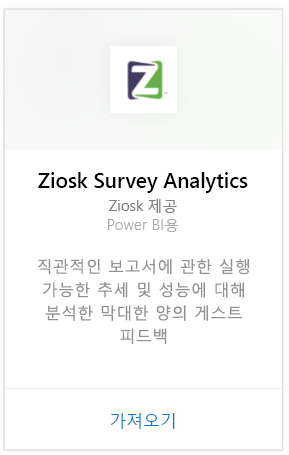 Z
Ziosk Survey Analytics
Ziosk 제공
Power BI용
직관적인 보고서에 관한 실행
가능한 추세 및 성능에 대해
분석한 막대한 양의 게스트
피드백
가져오기